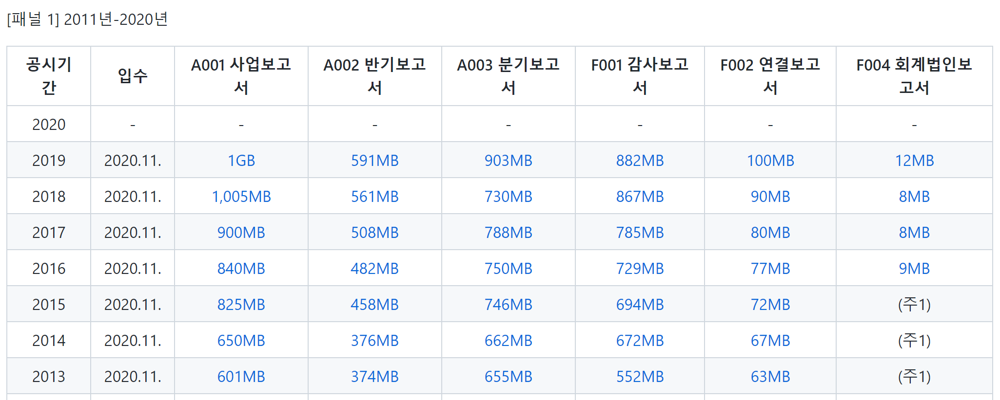 [패널 1] 2011년-2020년
공시기간 입수 A001 사업보고서 A002 반기보고서 A003 분기보고서 F001 감사보고서 F002 연결보고서 F004 회계법인보고서
2020 - - - - - - -
2019 2020.11. 1GB 591MB 903MB 882MB 100MB 12MB
2018 2020.11. 1,005MB 561MB 730MB 867MB 90MB 8MB
2017 2020.11. 900MB 508MB 788MB 785MB 80MB 8MB
2016 2020.11. 840MB 482MB 750MB 729MB 77MB 9MB
2015 2020.11. 825MB 458MB 746MB 694MB 72MB (주1)
2014 2020.11. 650MB 376MB 662MB 672MB 67MB (주1)
2013 2020.11. 601MB 374MB 655MB 552MB 63MB (주1)